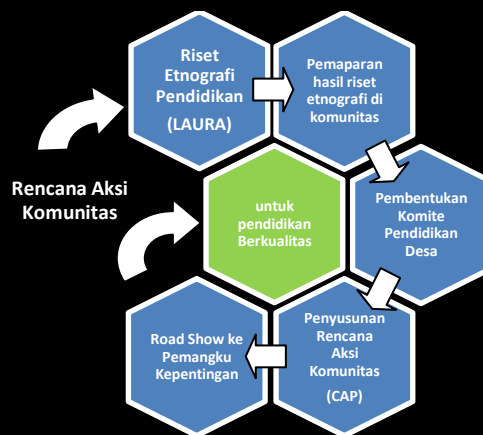 Riset
Etnografi
Pendidikan
(LAURA)
Pemaparan
hasil riset
etnografi di
komunitas
Rencana Aksi
Komunitas
untuk
pendidikan
Berkualitas
Pembentukan
Komite
Pendidikan
Desa
Penyusunan
Rencana
Aksi
Komunitas
(CAP)
Road Show ke
Pemangku
Kepentingan